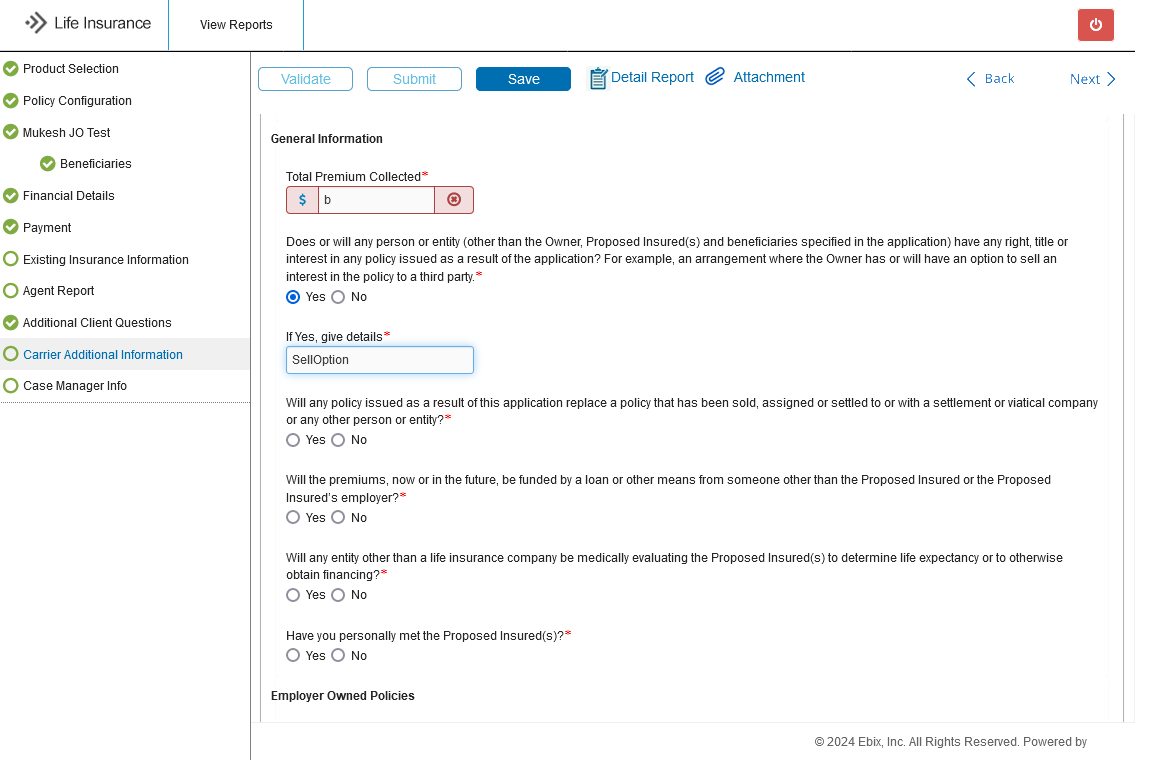 Life Insurance
View Reports
Product Selection
Policy Configuration
Mukesh JO Test
Beneficiaries
Financial Details
Payment
Existing Insurance Information
Agent Report
Additional Client Questions
Carrier Additional Information
Case Manager Info
Validate
Submit
Save
Detail Report
Attachment
Back
Next
General Information
Total Premium Collected*
$ b
Does or will any person or entity (other than the Owner, Proposed Insured(s) and beneficiaries specified in the application) have any right, title or
interest in any policy issued as a result of the application? For example, an arrangement where the Owner has or will have an option to sell an
interest in the policy to a third party.*
Yes No
If Yes, give details*
SellOption
Will any policy issued as a result of this application replace a policy that has been sold, assigned or settled to or with a settlement or viatical company
or any other person or entity?*
Yes No
Will the premiums, now or in the future, be funded by a loan or other means from someone other than the Proposed Insured or the Proposed
Insured's employer?*
Yes No
Will any entity other than a life insurance company be medically evaluating the Proposed Insured(s) to determine life expectancy or to otherwise
obtain financing?*
Yes No
Have you personally met the Proposed Insured(s)?*
Yes No
Employer Owned Policies
© 2024 Ebix, Inc. All Rights Reserved. Powered by